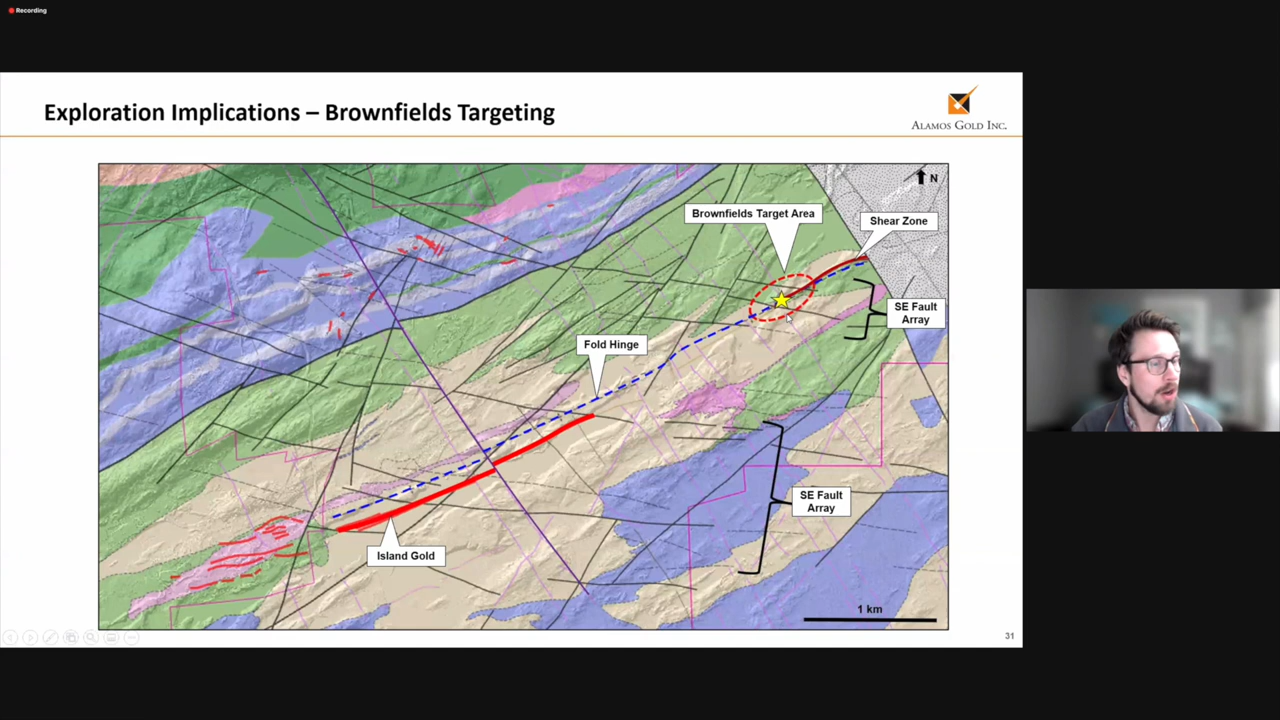 Recording
Exploration Implications – Brownfields Targeting
ALAMOS GOLD INC.
N
Brownfields Target Area
Shear Zone
SE Fault
Array
Fold Hinge
SE Fault
Array
Island Gold
1 km
31